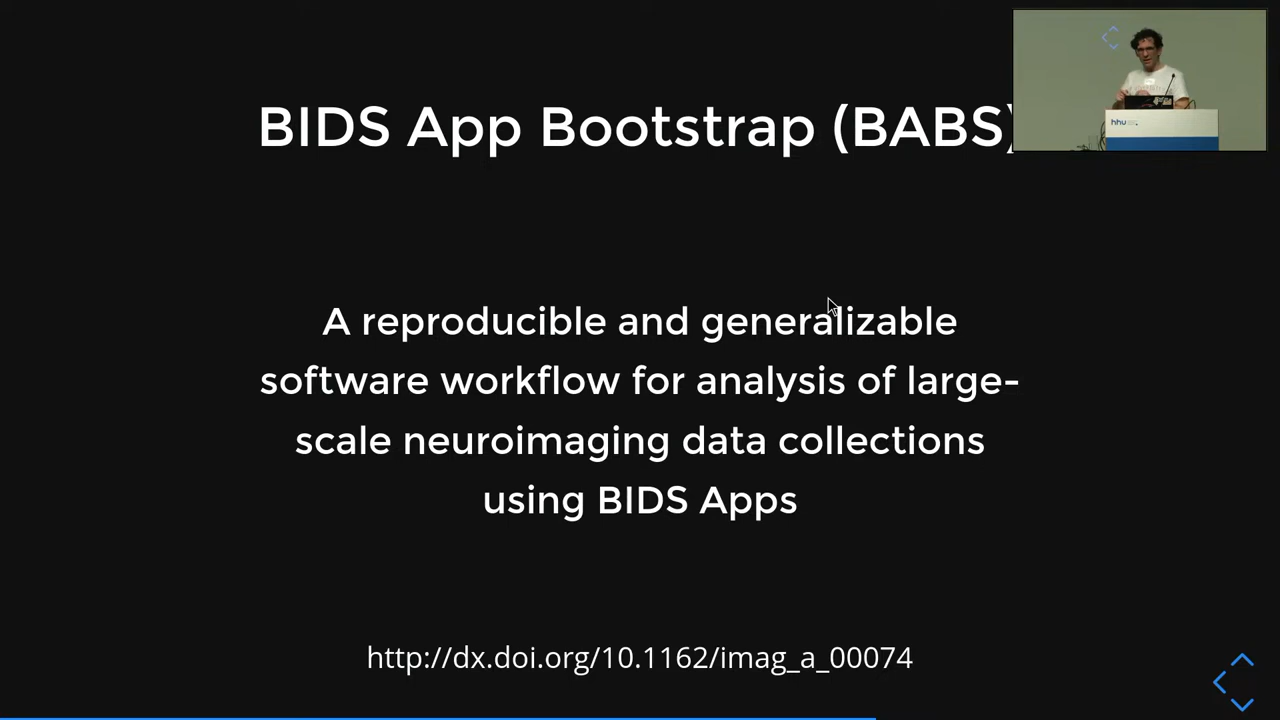 BIDS App Bootstrap (BABS)
hhu
A reproducible and generalizable
software workflow for analysis of large-
scale neuroimaging data collections
using BIDS Apps
http://dx.doi.org/10.1162/imag_a_00074